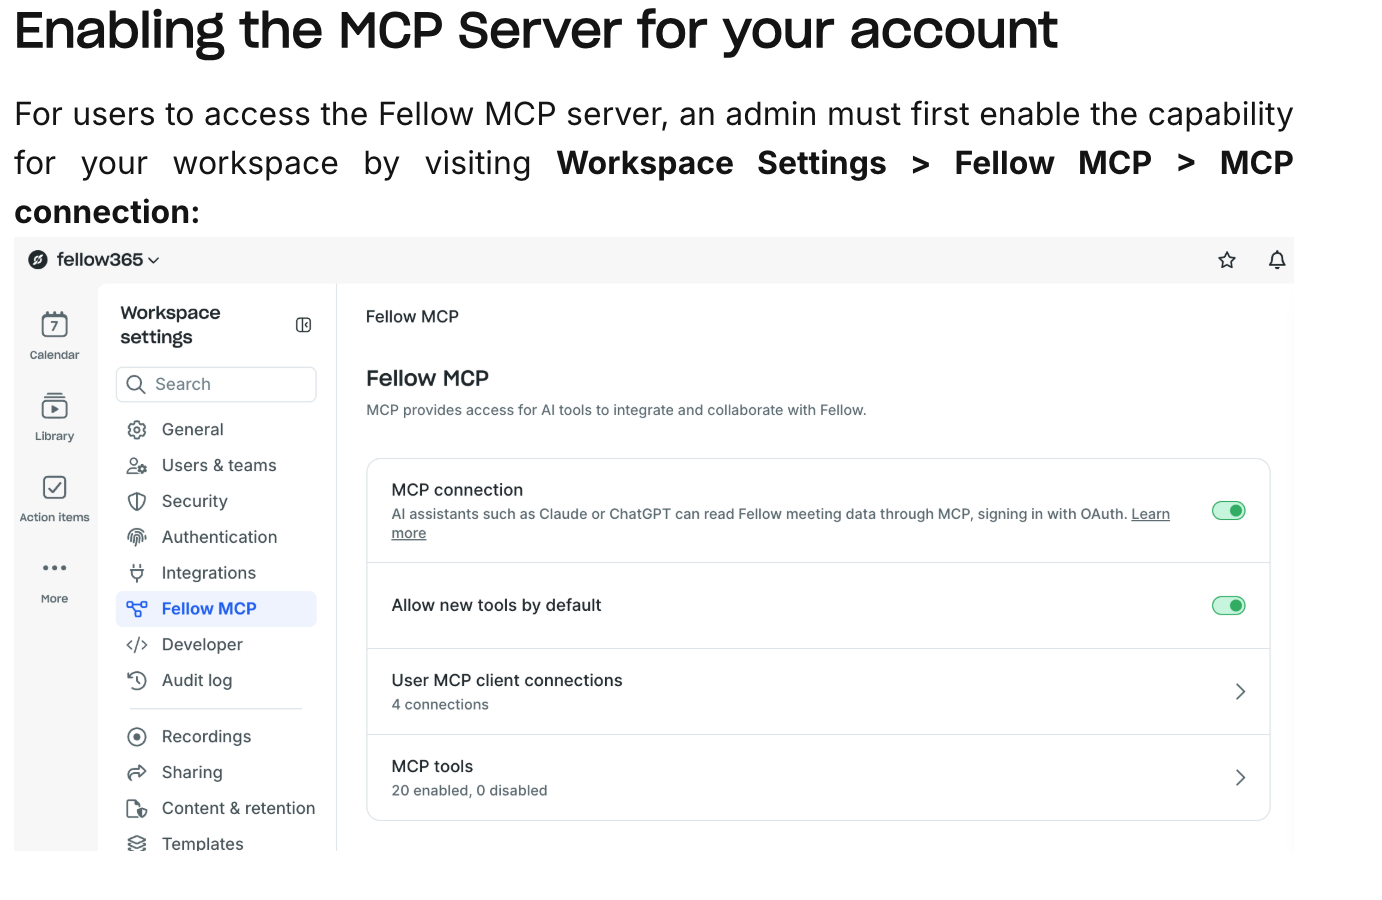 Enabling the MCP Server for your account
For users to access the Fellow MCP server, an admin must first enable the capability
for your workspace by visiting Workspace Settings > Fellow MCP > MCP
connection:
fellow365
7
Calendar
Library
Action items
More
Workspace
settings
Search
General
Users & teams
Security
Authentication
Integrations
Fellow MCP
Developer
Audit log
Recordings
Sharing
Content & retention
Templates
Fellow MCP
Fellow MCP
MCP provides access for AI tools to integrate and collaborate with Fellow.
MCP connection
AI assistants such as Claude or ChatGPT can read Fellow meeting data through MCP, signing in with OAuth. Learn
more
Allow new tools by default
User MCP client connections
4 connections
MCP tools
20 enabled, 0 disabled